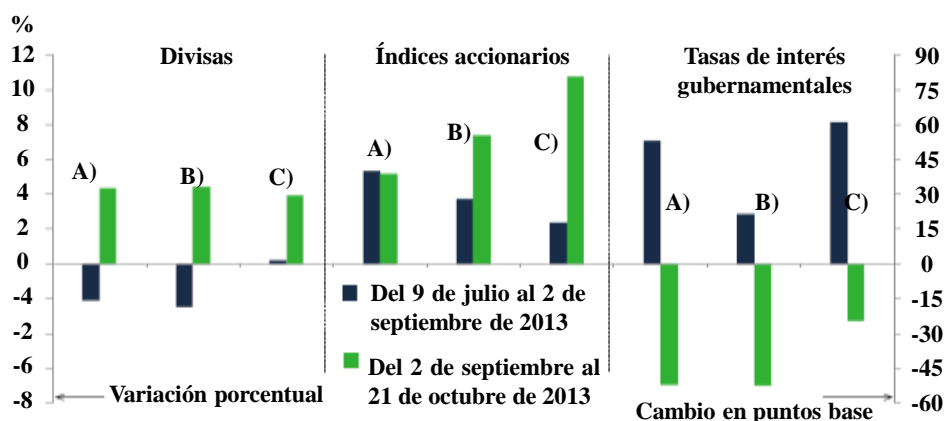 %
12
10
8
6
4
2
0
-4
-2
-6
-8
Divisas
A)
B)
C)
Variación porcentual
Índices accionarios
A)
B)
C)
Del 9 de julio al 2 de
septiembre de 2013
Del 2 de septiembre al
21 de octubre de 2013
Tasas de interés
gubernamentales
A)
B)
C)
Cambio en puntos base
90
75
60
45
30
15
0
-15
-30
-45
-60